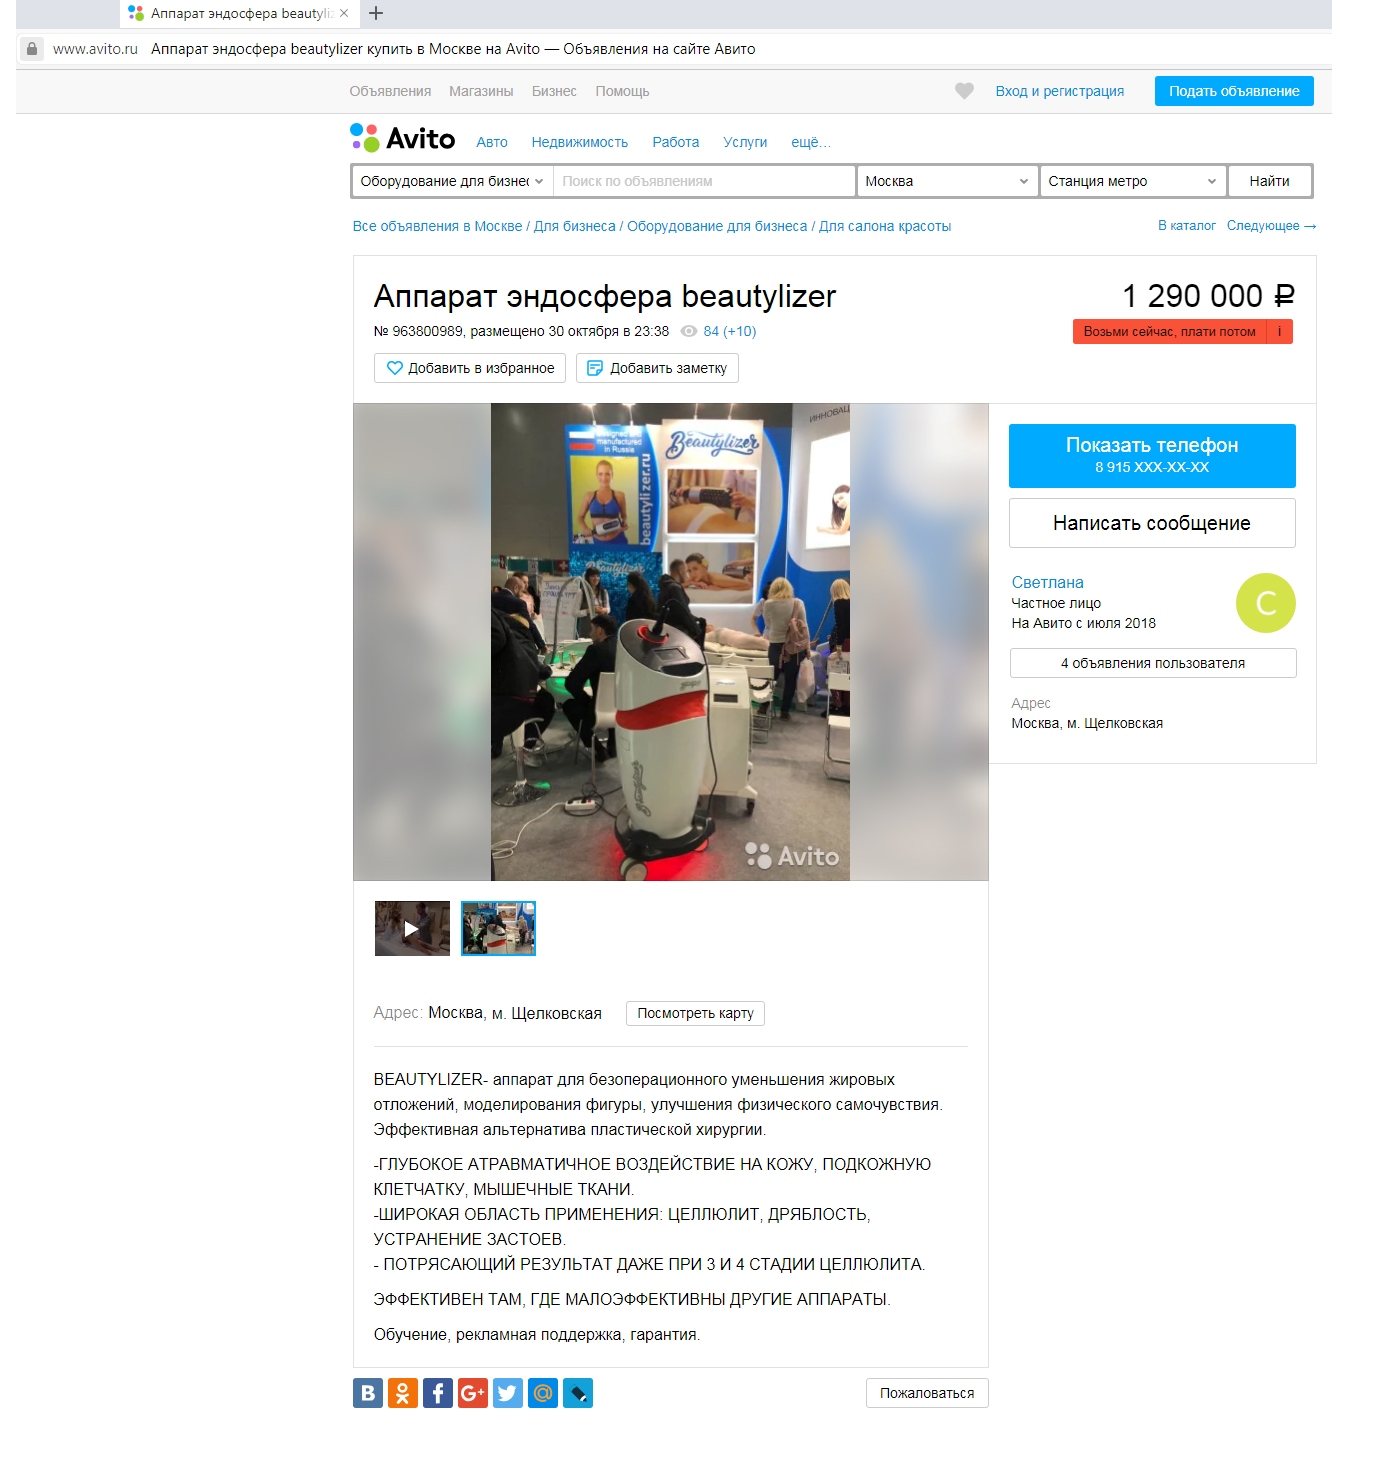 Аппарат эндосфера beautyliz
www.avito.ru Аппарат эндосфера beautylizer купить в Москве на Avito — Объявления на сайте Авито
Объявления Магазины Бизнес Помощь Вход и регистрация Подать объявление
Avito Авто Недвижимость Работа Услуги ещё...
Оборудование для бизнес Поиск по объявлениям Москва Станция метро Найти
Все объявления в Москве / Для бизнеса / Оборудование для бизнеса / Для салона красоты В каталог Следующее →
Аппарат эндосфера beautylizer 1 290 000 ₽
№ 963800989, размещено 30 октября в 23:38 84 (+10) Возьми сейчас, плати потом i
Добавить в избранное Добавить заметку
ИННОВАЦ
designed and
manufactured
in Russia
Beautylizer
beautylizer.ru
Beautylizer
Avito
Показать телефон
8 915 XXX-XX-XX
Написать сообщение
Светлана
Частное лицо
На Авито с июля 2018
С
4 объявления пользователя
Адрес
Москва, м. Щелковская
Адрес: Москва, м. Щелковская Посмотреть карту
BEAUTYLIZER- аппарат для безоперационного уменьшения жировых
отложений, моделирования фигуры, улучшения физического самочувствия.
Эффективная альтернатива пластической хирургии.
-ГЛУБОКОЕ АТРАВМАТИЧНОЕ ВОЗДЕЙСТВИЕ НА КОЖУ, ПОДКОЖНУЮ
КЛЕТЧАТКУ, МЫШЕЧНЫЕ ТКАНИ.
-ШИРОКАЯ ОБЛАСТЬ ПРИМЕНЕНИЯ: ЦЕЛЛЮЛИТ, ДРЯБЛОСТЬ,
УСТРАНЕНИЕ ЗАСТОЕВ.
- ПОТРЯСАЮЩИЙ РЕЗУЛЬТАТ ДАЖЕ ПРИ 3 И 4 СТАДИИ ЦЕЛЛЮЛИТА.
ЭФФЕКТИВЕН ТАМ, ГДЕ МАЛОЭФФЕКТИВНЫ ДРУГИЕ АППАРАТЫ.
Обучение, рекламная поддержка, гарантия.
Пожаловаться